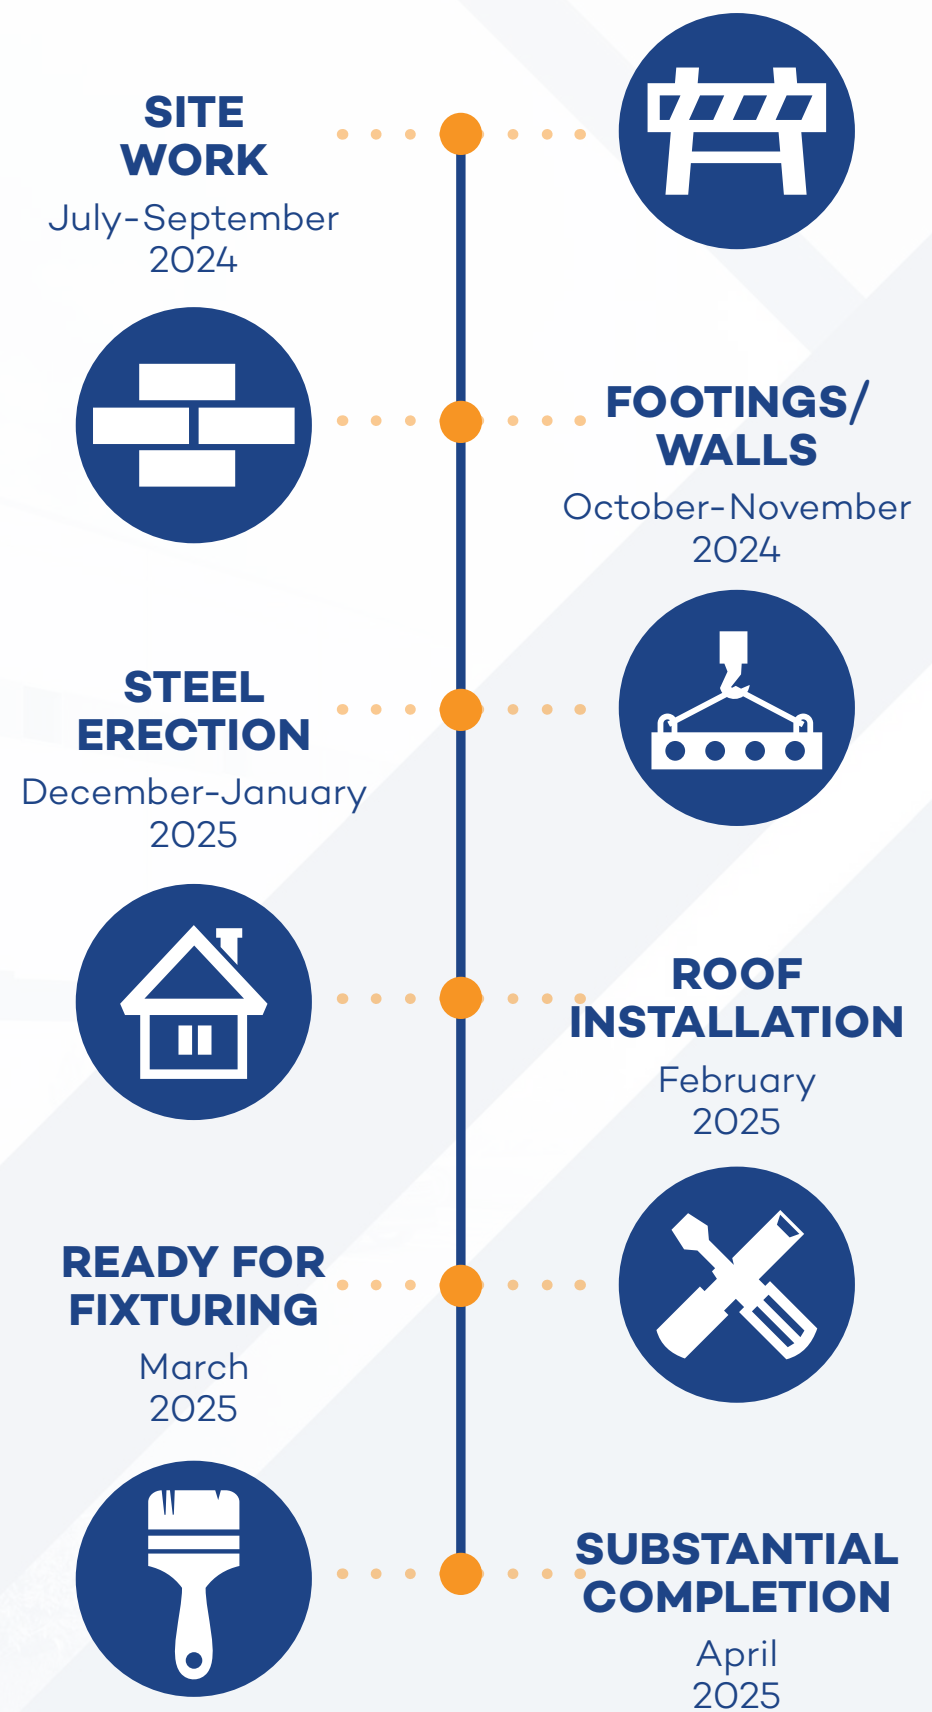 SITE
WORK
July-September
2024
FOOTINGS/
WALLS
October-November
2024
STEEL
ERECTION
December-January
2025
ROOF
INSTALLATION
February
2025
READY FOR
FIXTURING
March
2025
SUBSTANTIAL
COMPLETION
April
2025